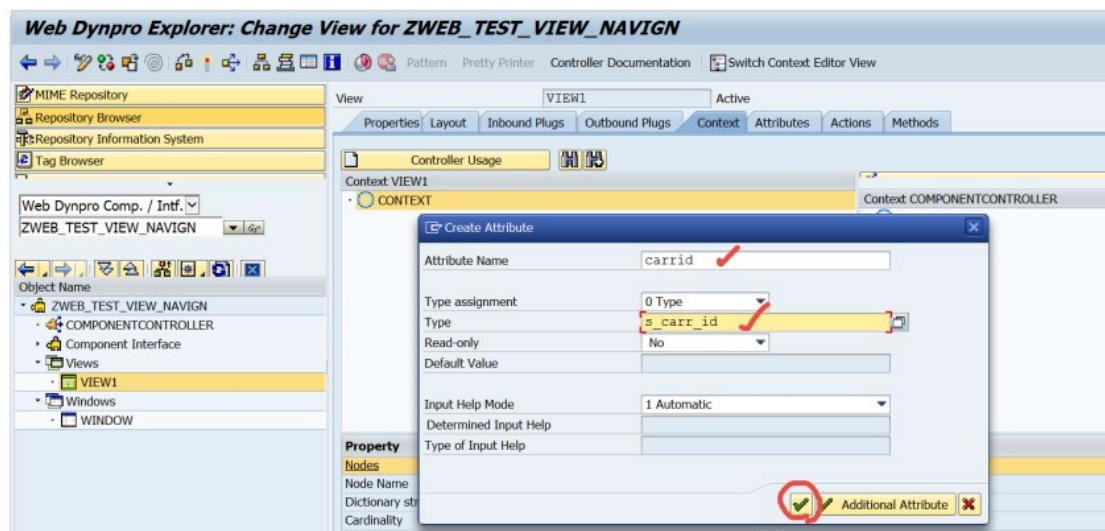 Web Dynpro Explorer: Change View for ZWEB_TEST_VIEW_NAVIGN
Pattern Pretty Printer Controller Documentation Switch Context Editor View
MIME Repository
Repository Browser
Repository Information System
Tag Browser
Web Dynpro Comp. / Intf.
ZWEB_TEST_VIEW_NAVIGN
Object Name
ZWEB_TEST_VIEW_NAVIGN
COMPONENTCONTROLLER
Component Interface
Views
VIEW1
Windows
WINDOW
View VIEW1 Active
Properties Layout Inbound Plugs Outbound Plugs Context Attributes Actions Methods
Controller Usage
Context VIEW1
CONTEXT
Context COMPONENTCONTROLLER
Create Attribute
Attribute Name carrid
Type assignment 0 Type
Type s_carr_id
Read-only No
Default Value
Input Help Mode 1 Automatic
Determined Input Help
Type of Input Help
Additional Attribute
Property
Nodes
Node Name
Dictionary str
Cardinality